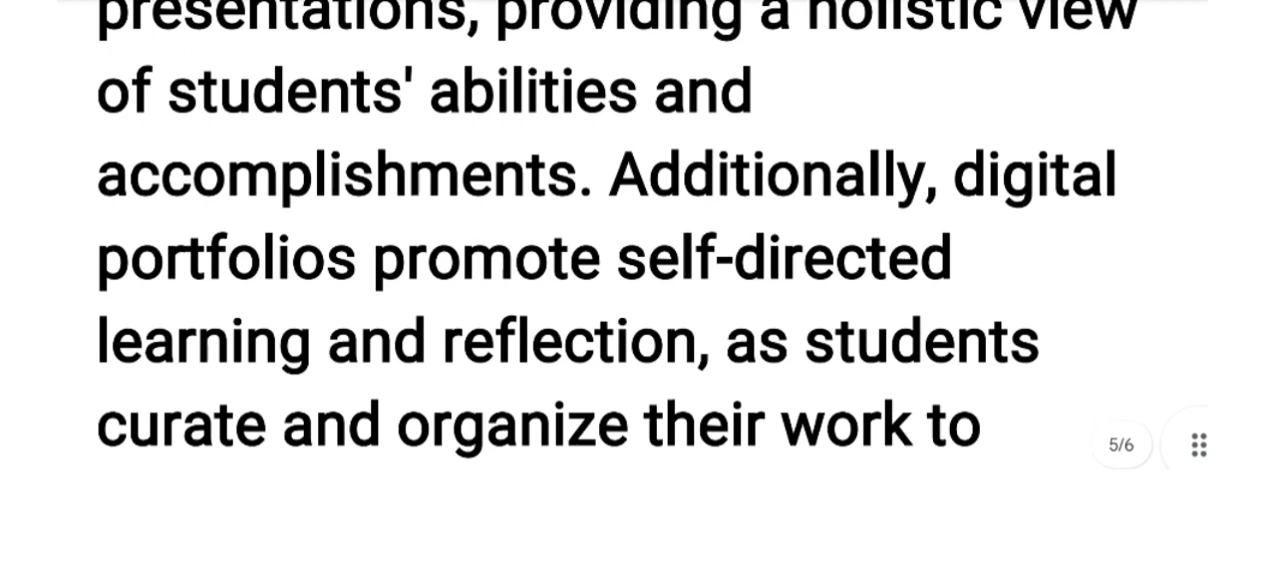 presentations, providing a holistic view
of students' abilities and
accomplishments. Additionally, digital
portfolios promote self-directed
learning and reflection, as students
curate and organize their work to
5/6